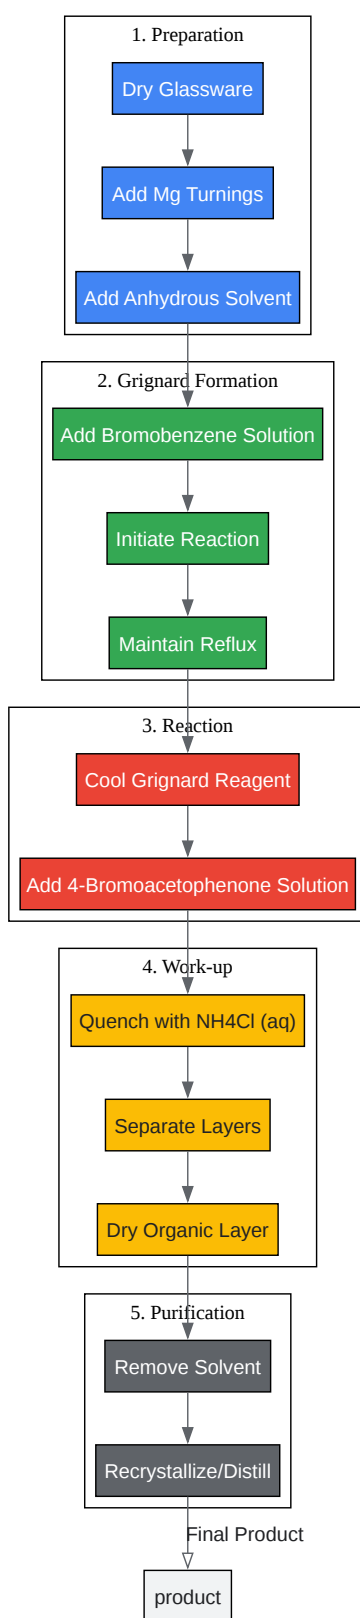 1. Preparation
Dry Glassware
Add Mg Turnings
Add Anhydrous Solvent
2. Grignard Formation
Add Bromobenzene Solution
Initiate Reaction
Maintain Reflux
3. Reaction
Cool Grignard Reagent
Add 4-Bromoacetophenone Solution
4. Work-up
Quench with NH4Cl (aq)
Separate Layers
Dry Organic Layer
5. Purification
Remove Solvent
Recrystallize/Distill
Final Product
product